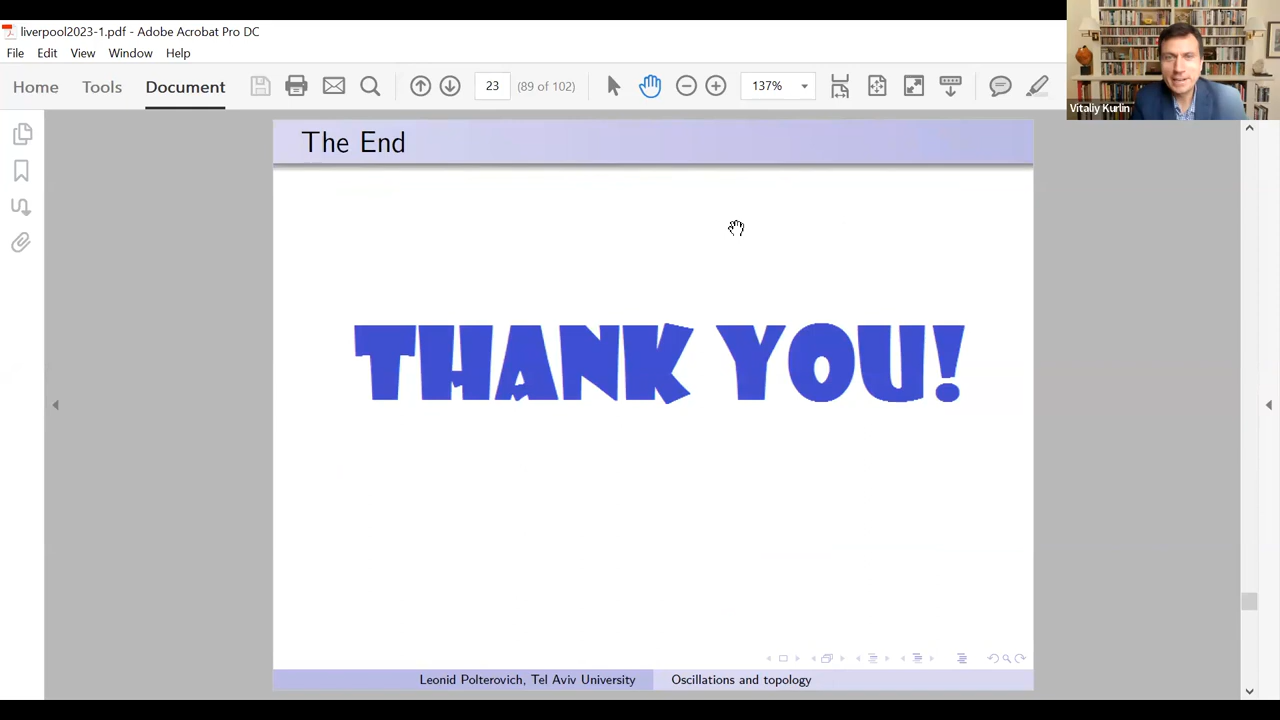 liverpool2023-1.pdf - Adobe Acrobat Pro DC
File Edit View Window Help
Home Tools Document 23 (89 of 102) 137%
Vitaliy Kurlin
The End
THANK YOU!
Leonid Polterovich, Tel Aviv University Oscillations and topology